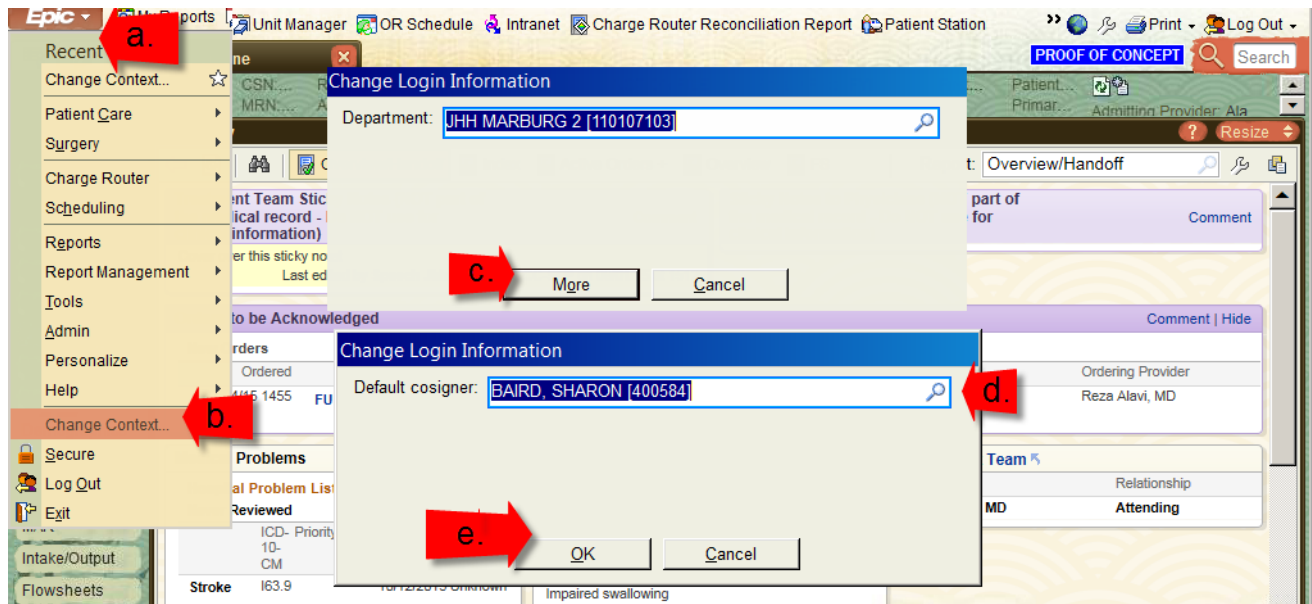 Epic
My Reports
Unit Manager
OR Schedule
Intranet
Charge Router Reconciliation Report
Patient Station
Print
Log Out
a.
PROOF OF CONCEPT
Search
Recent
Change Context...
Patient Care
Surgery
Charge Router
Scheduling
Reports
Report Management
Tools
Admin
Personalize
Help
Change Context...
b.
Secure
Log Out
Exit
Intake/Output
Flowsheets
ne
CSN:...
MRN:...
Patient...
Primar...
Admitting Provider: Ala
? Resize
Change Login Information
Department: JHH MARBURG 2 [110107103]
c.
More
Cancel
t: Overview/Handoff
ent Team Stic
ical record -
information)
part of
for
Comment
er this sticky no
Last ed
to be Acknowledged
Comment | Hide
rders
Ordered
Ordering Provider
1455 FU
Reza Alavi, MD
Change Login Information
Default cosigner: BAIRD, SHARON [400584]
d.
e.
OK
Cancel
Problems
al Problem List
Reviewed
ICD-
10-
CM
Priority
Stroke I63.9
Unknown
Impaired swallowing
Team
Relationship
MD Attending